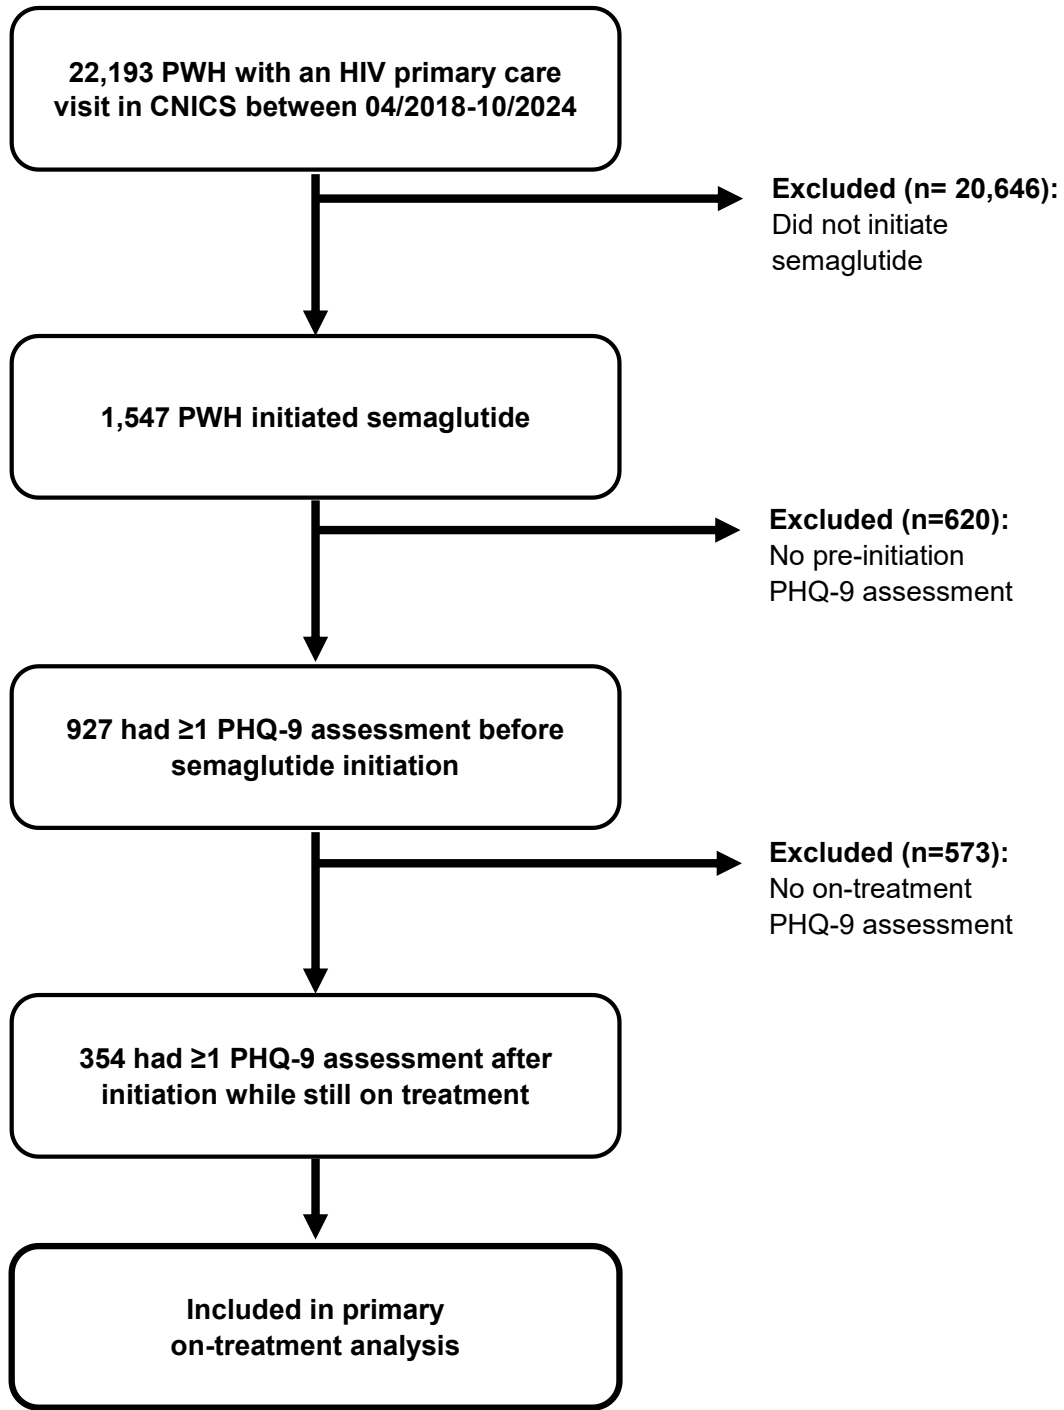 22,193 PWH with an HIV primary care
visit in CNICS between 04/2018-10/2024
Excluded (n= 20,646):
Did not initiate
semaglutide
1,547 PWH initiated semaglutide
Excluded (n=620):
No pre-initiation
PHQ-9 assessment
927 had ≥1 PHQ-9 assessment before
semaglutide initiation
Excluded (n=573):
No on-treatment
PHQ-9 assessment
354 had ≥1 PHQ-9 assessment after
initiation while still on treatment
Included in primary
on-treatment analysis